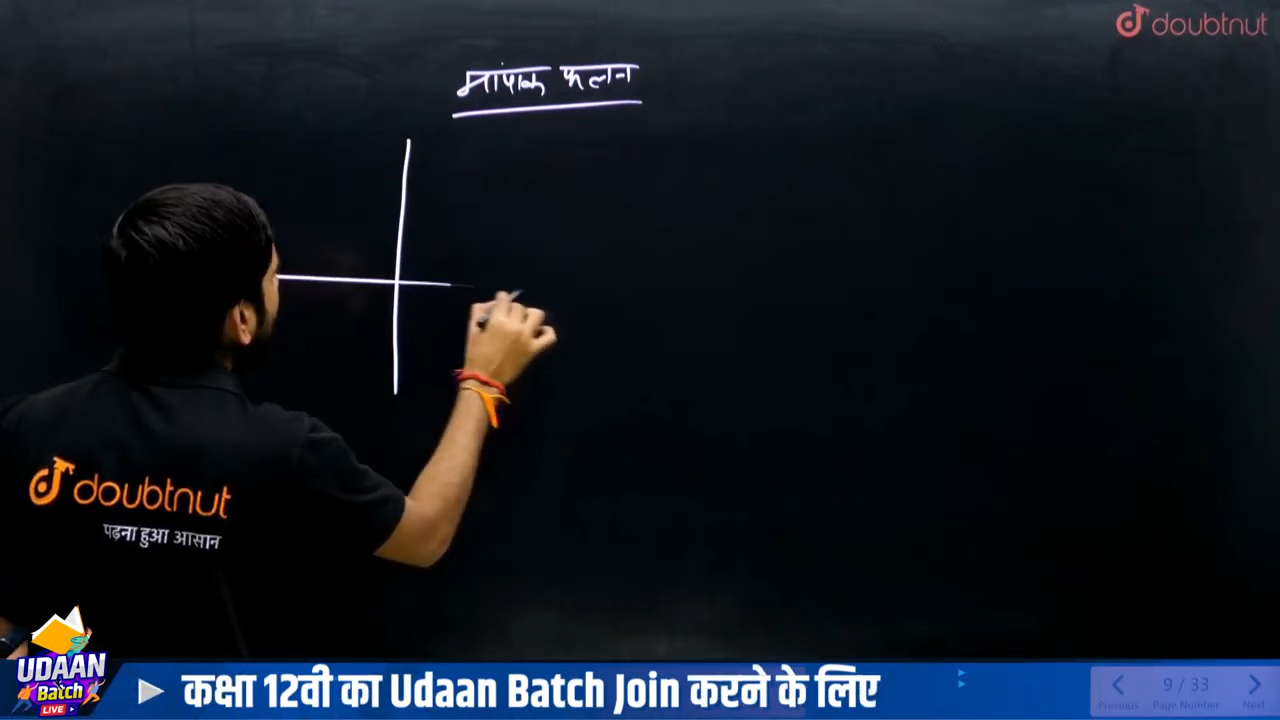 doubtnut
मांपाक फलन
doubtnut
पढ़ना हुआ आसान
UDAAN
Batch
LIVE
कक्षा 12वी का Udaan Batch Join करने के लिए
9 / 33
Previous Page Number Next